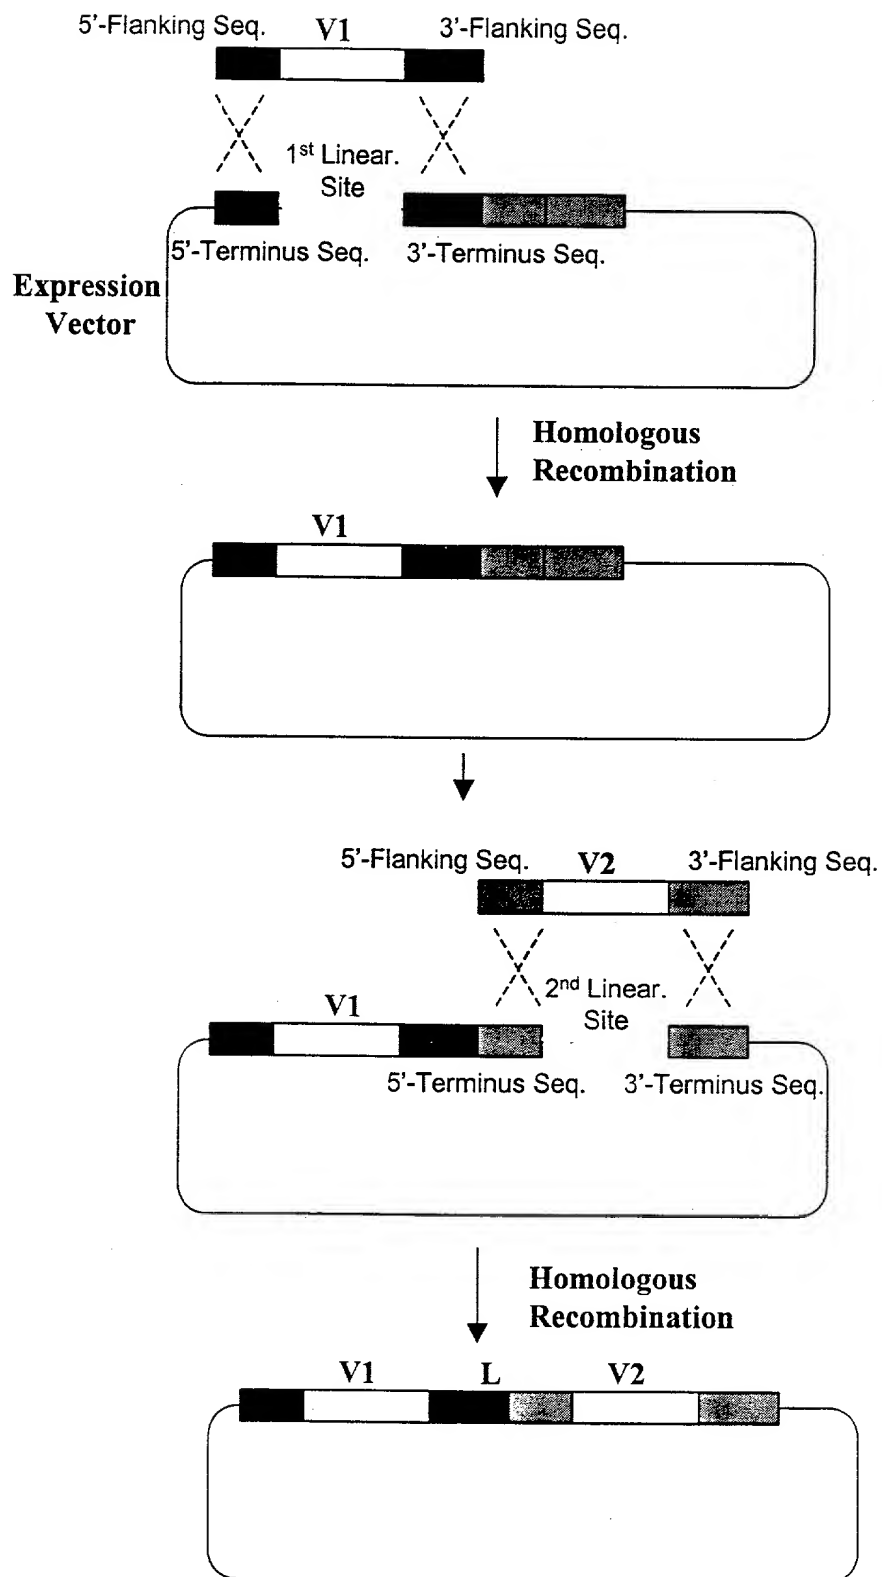 5'-Flanking Seq. V1 3'-Flanking Seq.
1st Linear.
Site
5'-Terminus Seq. 3'-Terminus Seq.
Expression
Vector
Homologous
Recombination
V1
5'-Flanking Seq. V2 3'-Flanking Seq.
2nd Linear.
Site
V1
5'-Terminus Seq. 3'-Terminus Seq.
Homologous
Recombination
V1 L V2